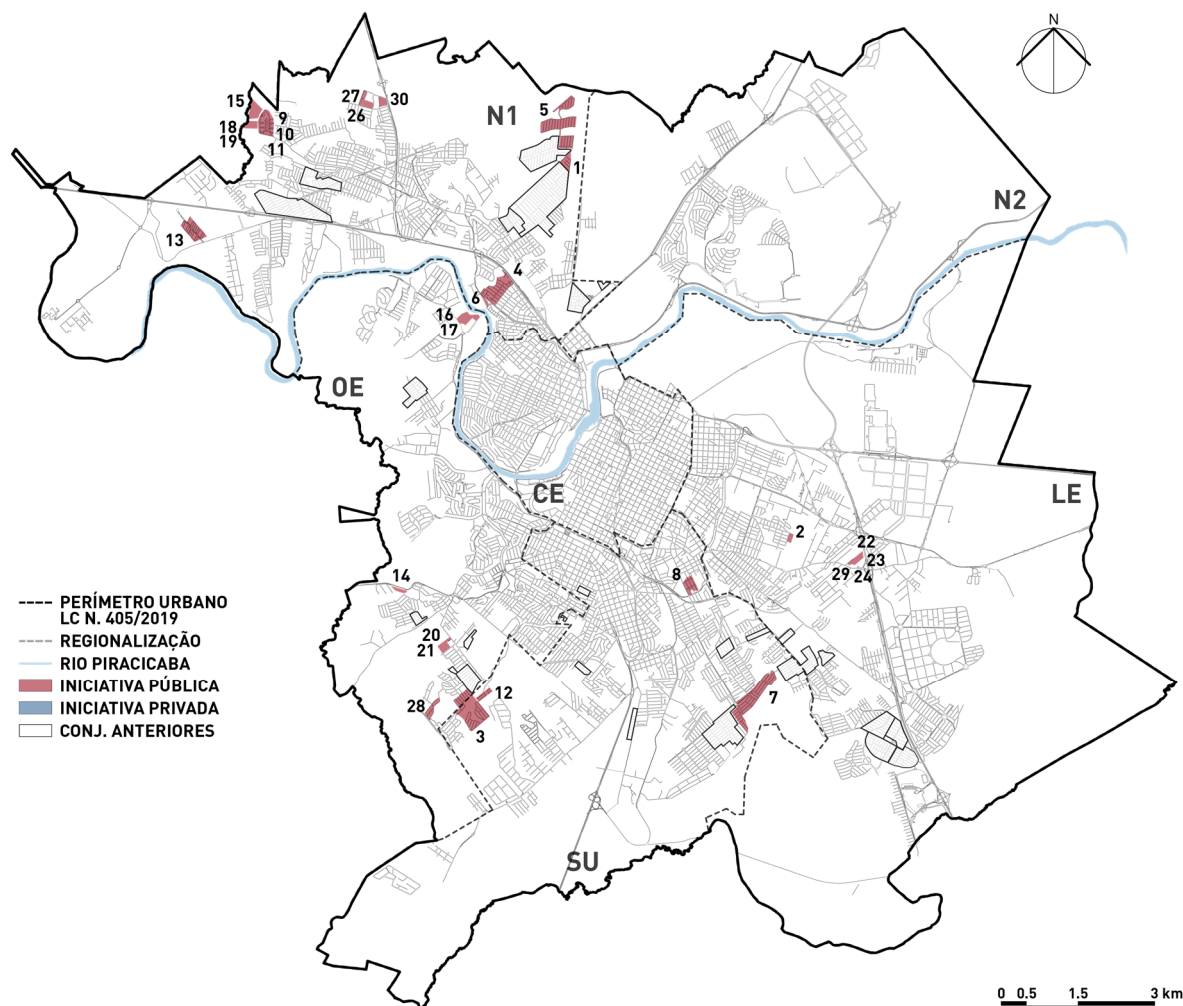 N
27
30
15
9
26
5
N1
18
10
19
11
1
N2
13
4
6
16
17
OE
CE
LE
2
22
23
29 24
8
14
20
21
12
28
7
3
PERÍMETRO URBANO
LC N. 405/2019
REGIONALIZAÇÃO
RIO PIRACICABA
INICIATIVA PÚBLICA
INICIATIVA PRIVADA
CONJ. ANTERIORES
SU
0 0.5 1.5 3 km